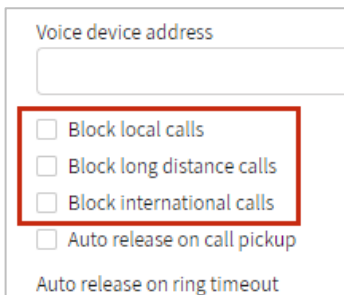 Voice device address
Block local calls
Block long distance calls
Block international calls
Auto release on call pickup
Auto release on ring timeout